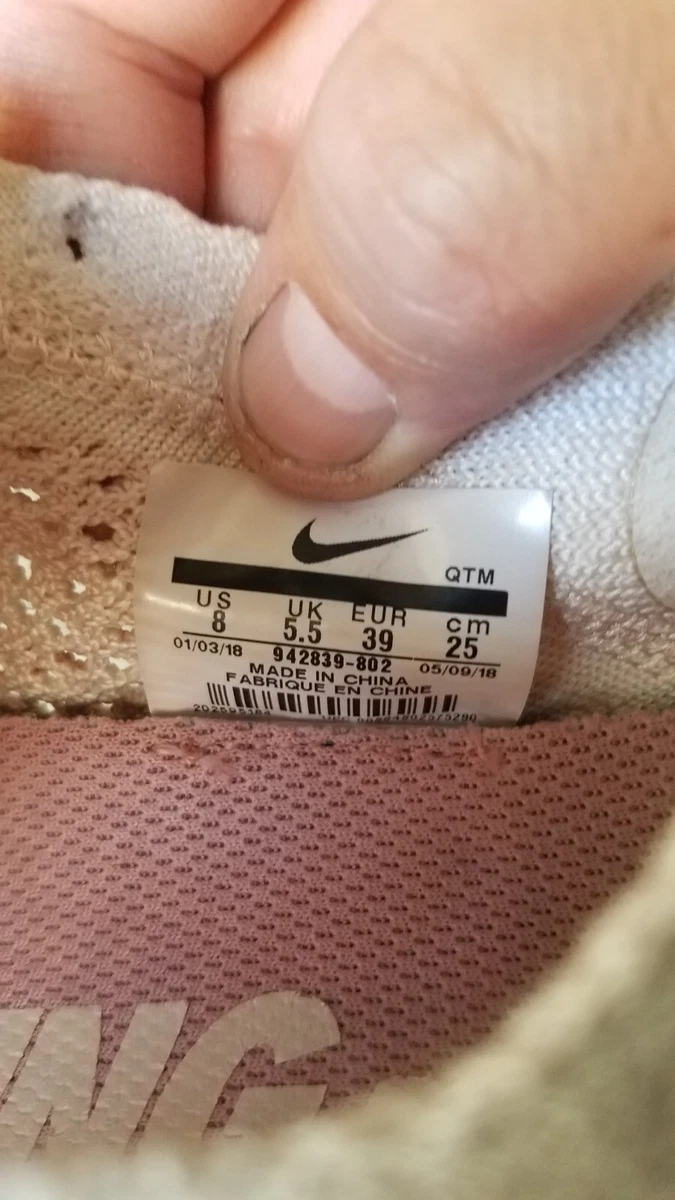 QTM
US UK EUR cm
8 5.5 39 25
01/03/18 942839-802 05/09/18
MADE IN CHINA
FABRIQUE EN CHINE
NG